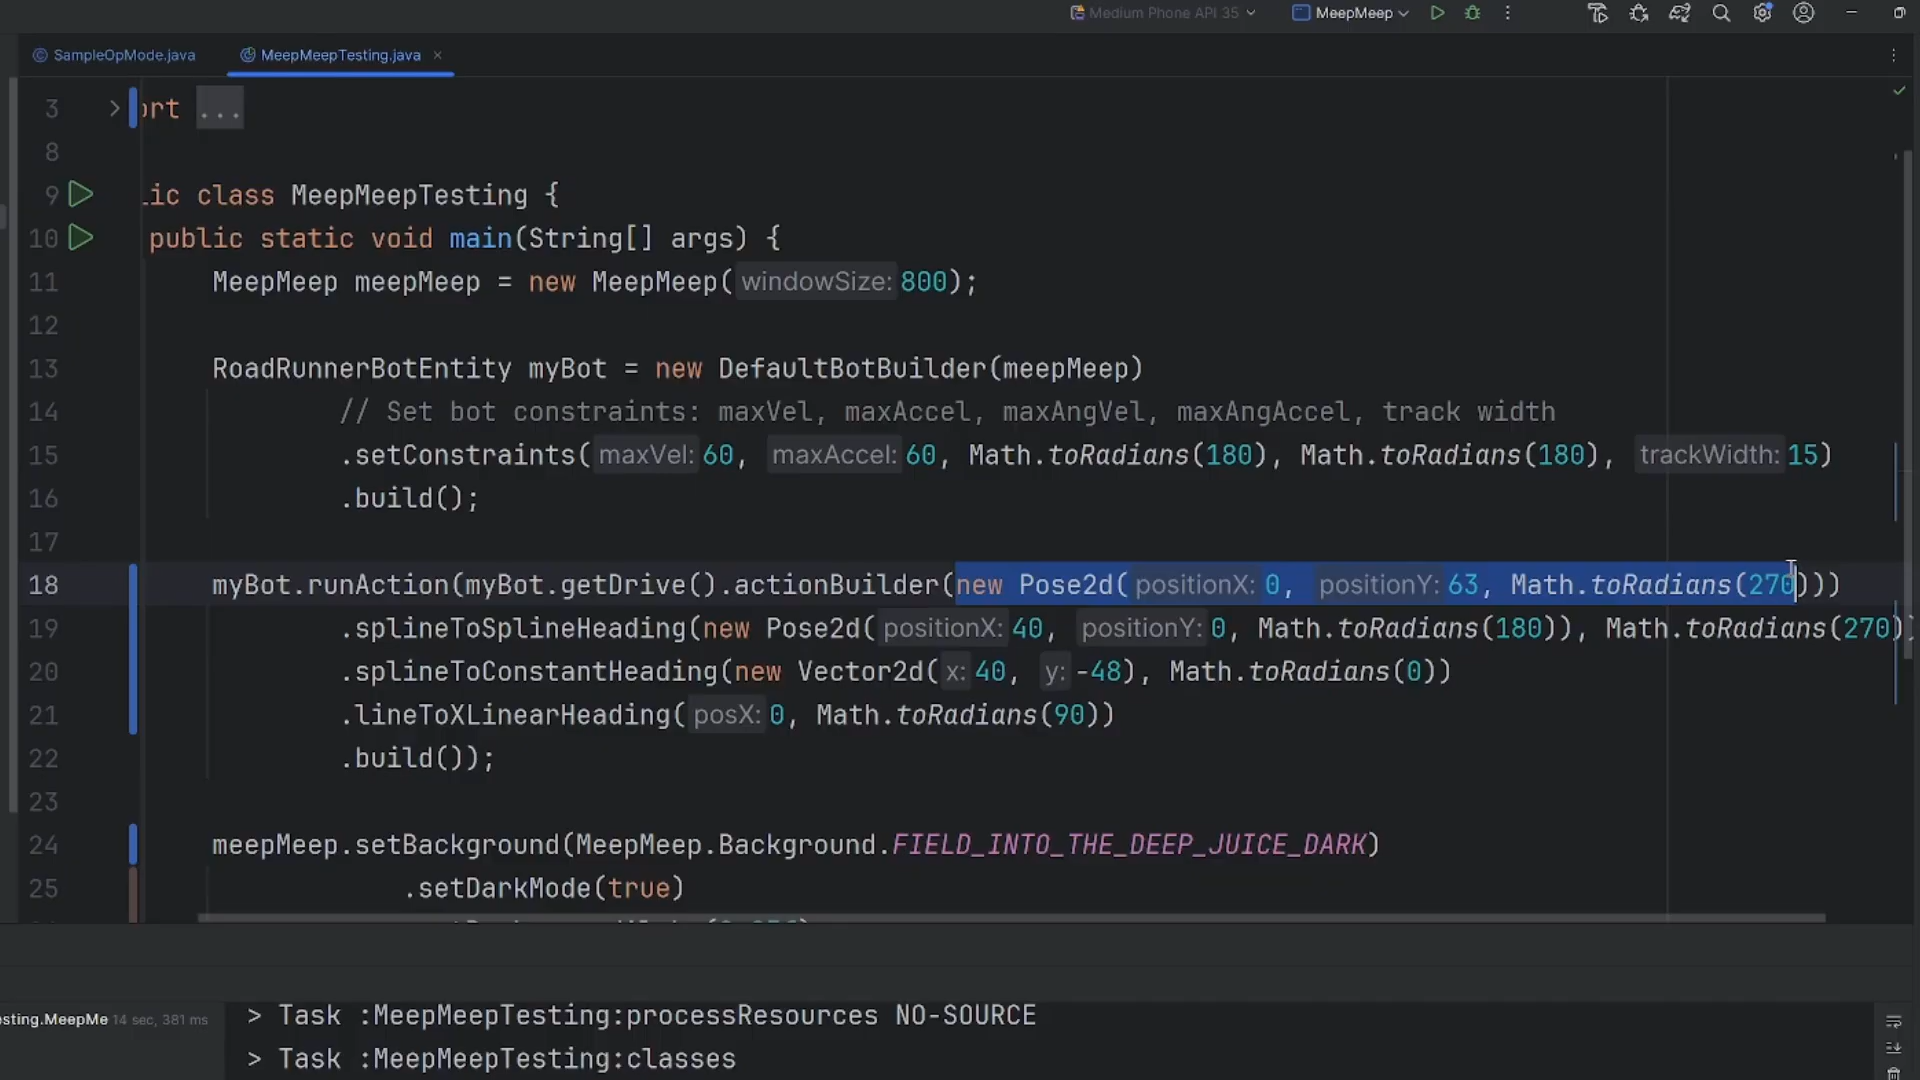 Medium Phone API 35 MeepMeep
SampleOpMode.java MeepMeepTesting.java
3 ort ...
8
9 ic class MeepMeepTesting {
10 public static void main(String[] args) {
11 MeepMeep meepMeep = new MeepMeep( windowSize: 800);
12
13 RoadRunnerBotEntity myBot = new DefaultBotBuilder(meepMeep)
14 // Set bot constraints: maxVel, maxAccel, maxAngVel, maxAngAccel, track width
15 .setConstraints( maxVel: 60, maxAccel: 60, Math.toRadians(180), Math.toRadians(180), trackWidth: 15)
16 .build();
17
18 myBot.runAction(myBot.getDrive().actionBuilder(new Pose2d( positionX: 0, positionY: 63, Math.toRadians(270)))
19 .splineToSplineHeading(new Pose2d( positionX: 40, positionY: 0, Math.toRadians(180)), Math.toRadians(270))
20 .splineToConstantHeading(new Vector2d( x: 40, y: -48), Math.toRadians(0))
21 .lineToXLinearHeading( posX: 0, Math.toRadians(90))
22 .build());
23
24 meepMeep.setBackground(MeepMeep.Background.FIELD_INTO_THE_DEEP_JUICE_DARK)
25 .setDarkMode(true)
esting.MeepMe 14 sec, 381 ms
> Task :MeepMeepTesting:processResources NO-SOURCE
> Task :MeepMeepTesting:classes